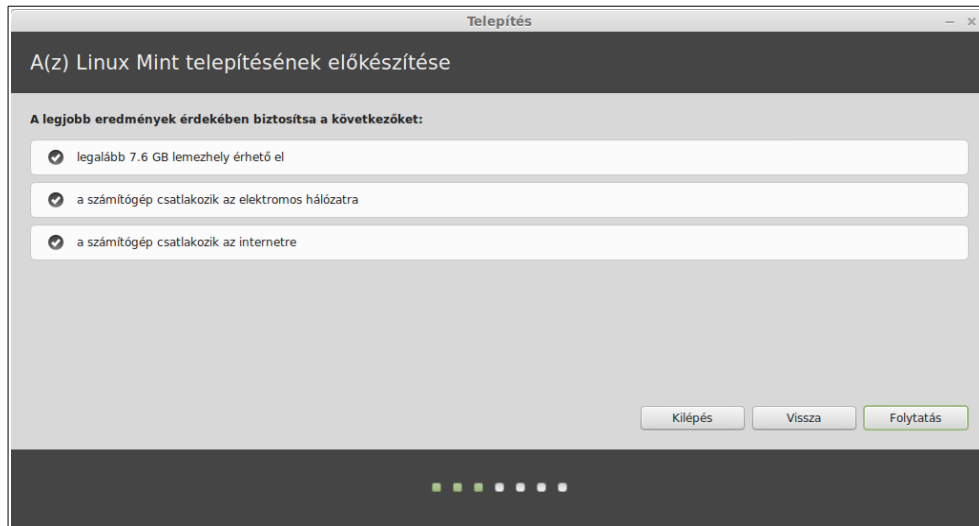 Telepítés
A(z) Linux Mint telepítésének előkészítése
A legjobb eredmények érdekében biztosítsa a következőket:
legalább 7.6 GB lemezhely érhető el
a számítógép csatlakozik az elektromos hálózatra
a számítógép csatlakozik az internetre
Kilépés
Vissza
Folytatás